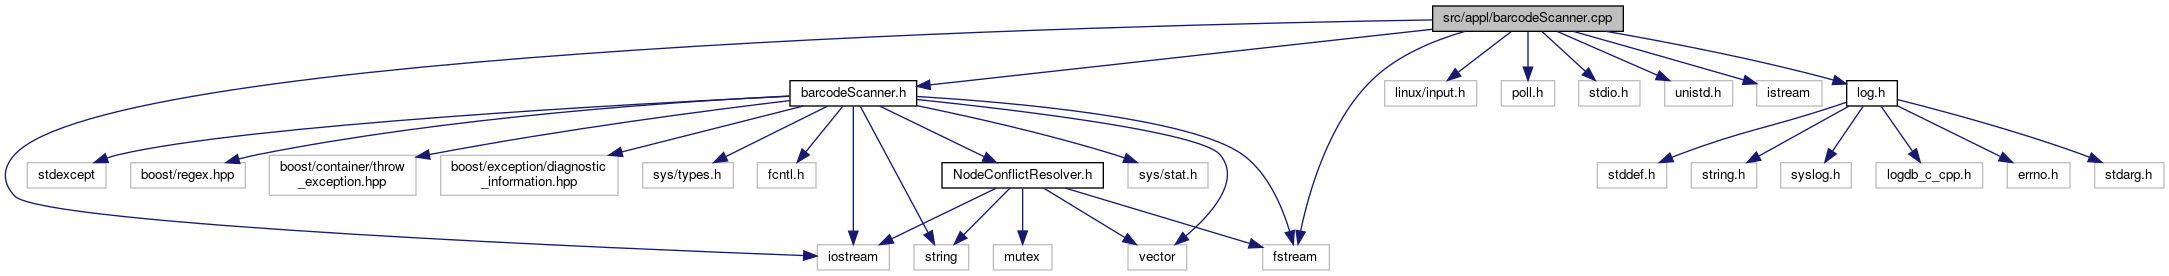 src/appl/barcodeScanner.cpp
barcodeScanner.h
linux/input.h
poll.h
stdio.h
unistd.h
istream
log.h
stdexcept
boost/regex.hpp
boost/container/throw
_exception.hpp
boost/exception/diagnostic
_information.hpp
sys/types.h
fcntl.h
NodeConflictResolver.h
sys/stat.h
stddef.h
string.h
syslog.h
logdb_c_cpp.h
errno.h
stdarg.h
iostream
string
mutex
vector
fstream